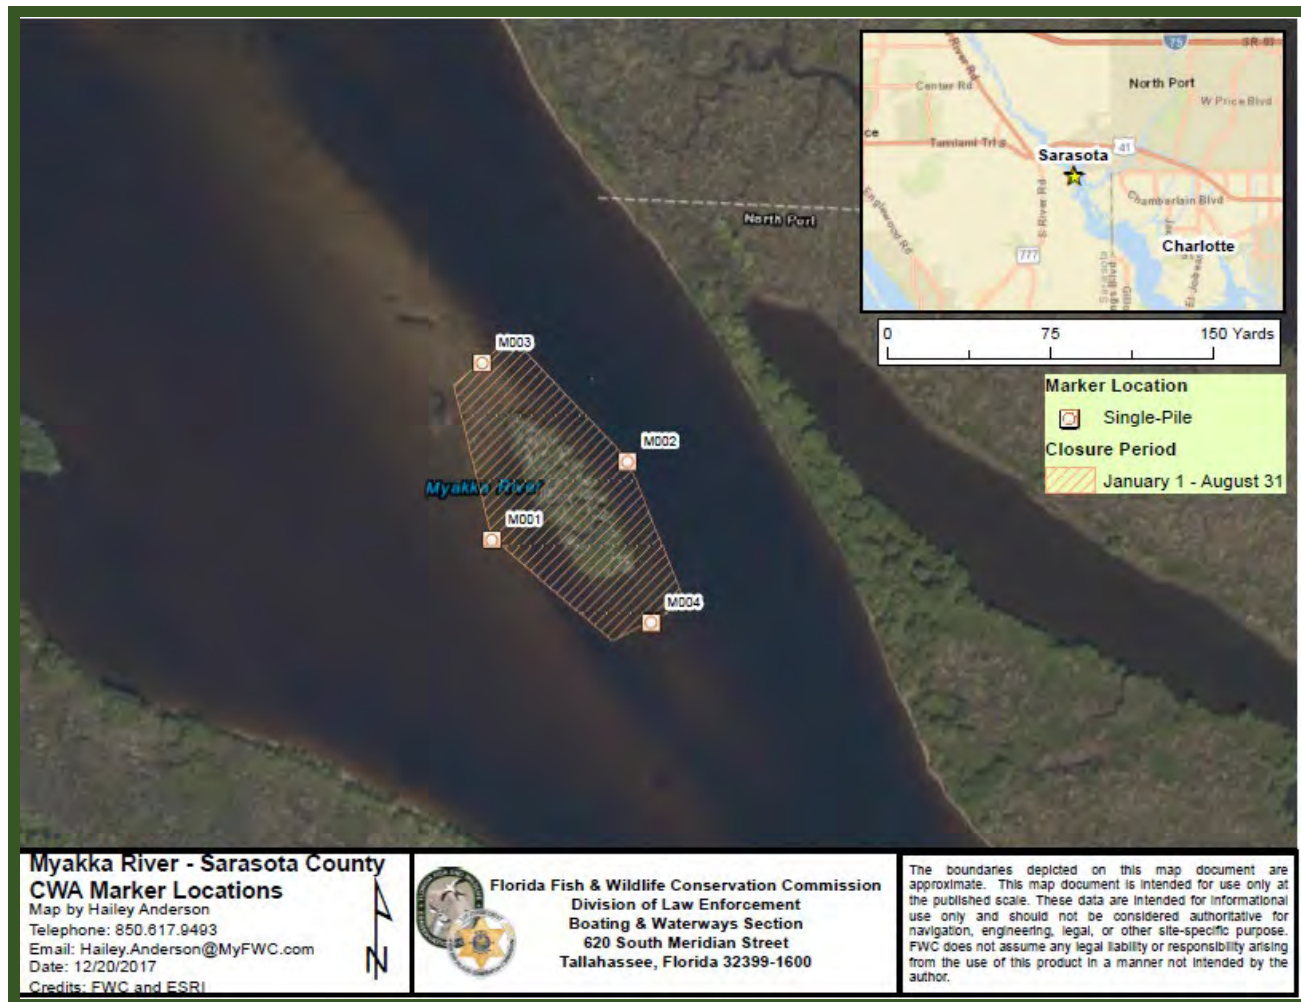 75
SR 93
River Rd
North Port
Center Rd
W Price Blvd
ce
Tamiami Trl S
41
Sarasota
Chamberlain Blvd
Englewood Rd
S River Rd
Charlotte
777
Sarasota
North Port
0 75 150 Yards
Marker Location
Single-Pile
Closure Period
January 1 - August 31
M003
M002
Myakka River
M001
M004
Myakka River - Sarasota County
CWA Marker Locations
Map by Hailey Anderson
Telephone: 850.617.9493
Email: Hailey.Anderson@MyFWC.com
Date: 12/20/2017
Credits: FWC and ESRI
N
Florida Fish & Wildlife Conservation Commission
Division of Law Enforcement
Boating & Waterways Section
620 South Meridian Street
Tallahassee, Florida 32399-1600
The boundaries depicted on this map document are
approximate. This map document is intended for use only at
the published scale. These data are intended for informational
use only and should not be considered authoritative for
navigation, engineering, legal, or other site-specific purpose.
FWC does not assume any legal liability or responsibility arising
from the use of this product in a manner not intended by the
author.